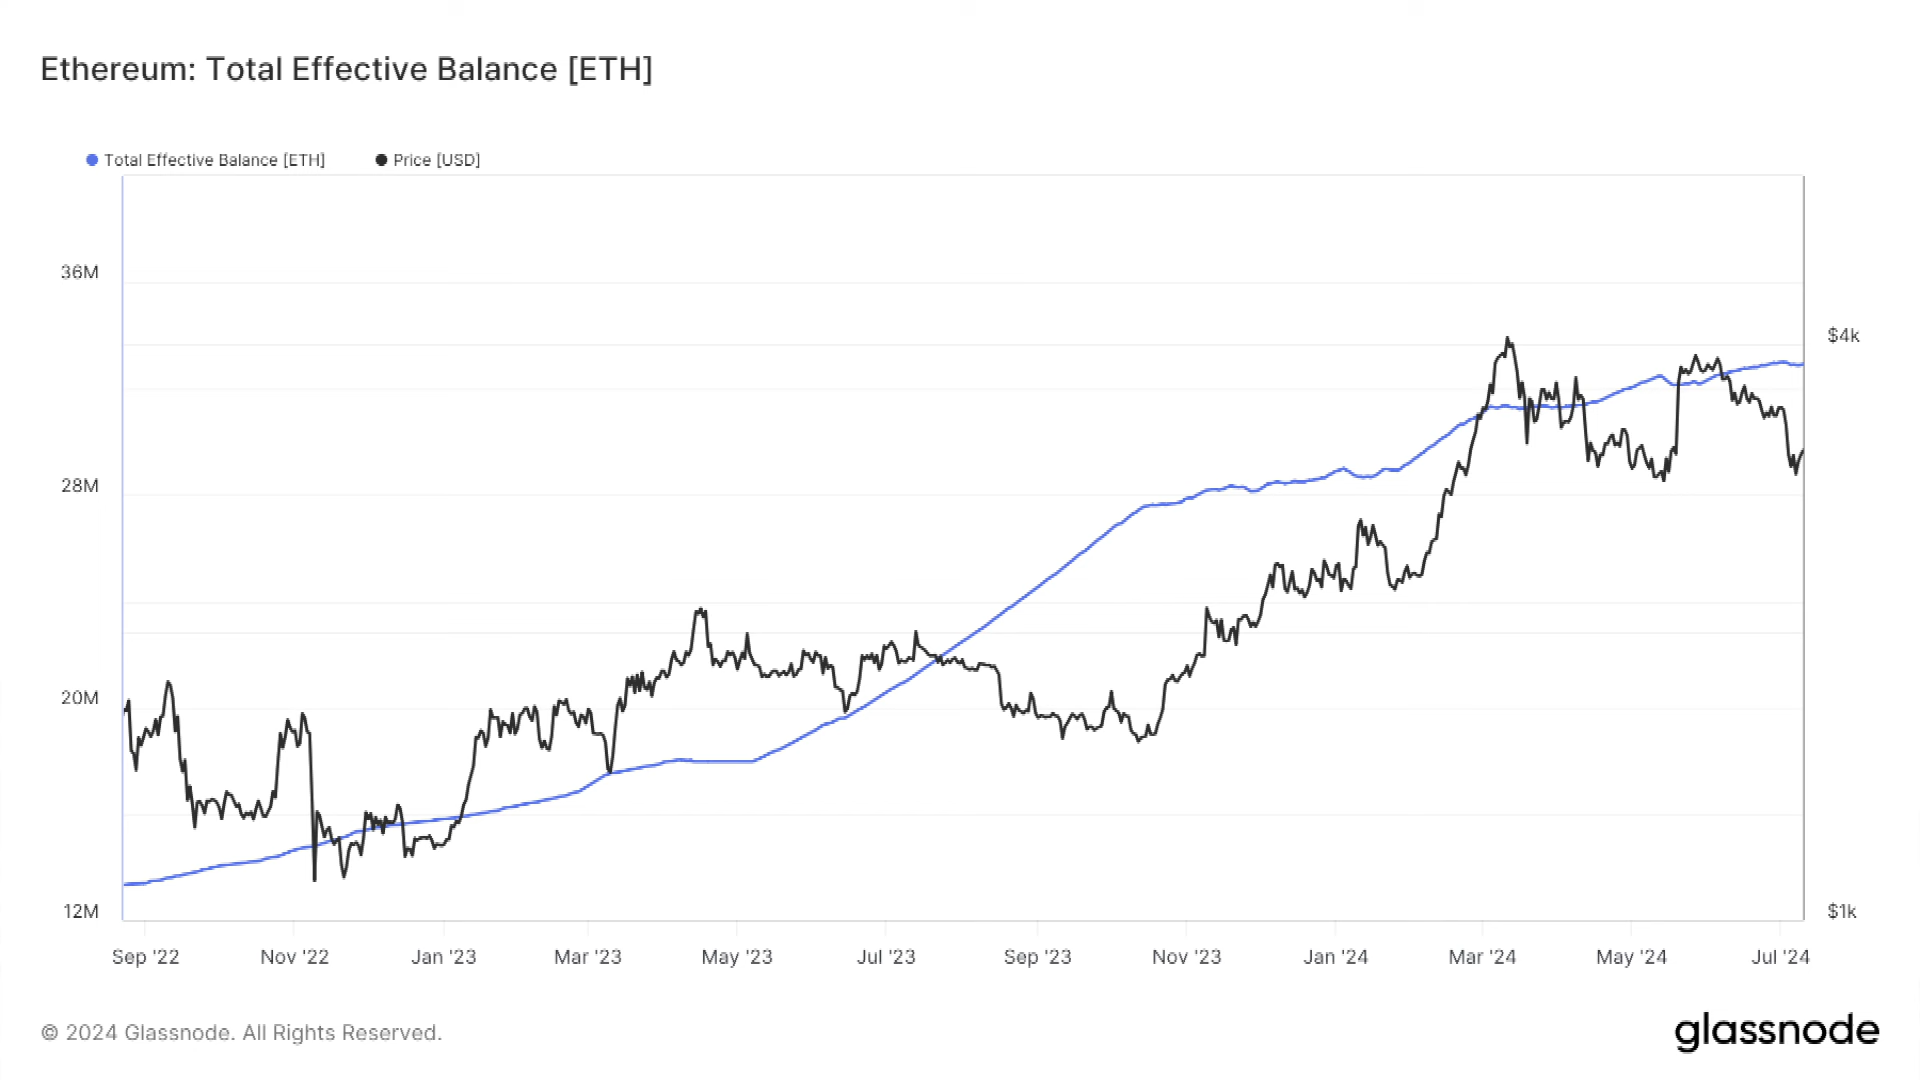 Ethereum: Total Effective Balance [ETH]
Total Effective Balance [ETH] Price [USD]
36M
$4k
28M
20M
12M
$1k
Sep '22 Nov '22 Jan '23 Mar '23 May '23 Jul '23 Sep '23 Nov '23 Jan '24 Mar '24 May '24 Jul '24
© 2024 Glassnode. All Rights Reserved.
glassnode